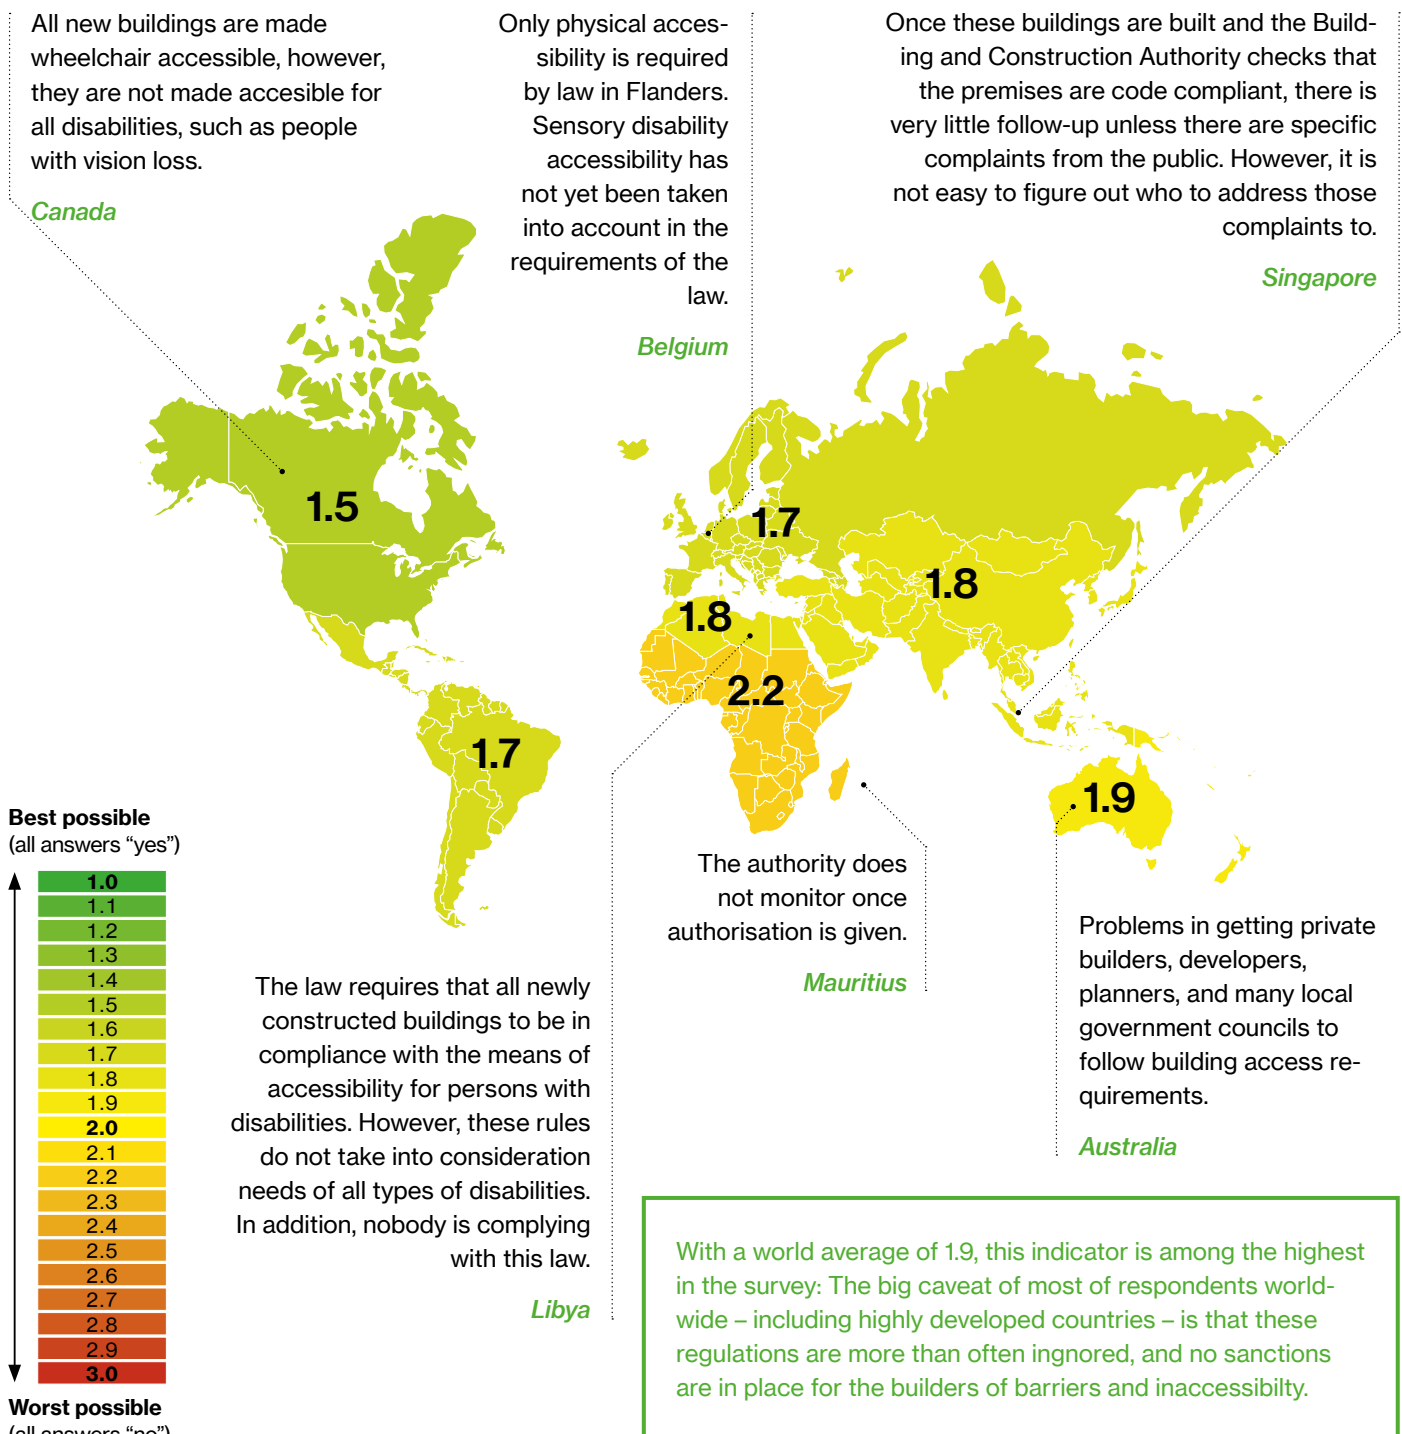 All new buildings are made
wheelchair accessible, however,
they are not made accesible for
all disabilities, such as people
with vision loss.
Canada
Only physical acces-
sibility is required
by law in Flanders.
Sensory disability
accessibility has
not yet been taken
into account in the
requirements of the
law.
Belgium
Once these buildings are built and the Build-
ing and Construction Authority checks that
the premises are code compliant, there is
very little follow-up unless there are specific
complaints from the public. However, it is
not easy to figure out who to address those
complaints to.
Singapore
1.5
1.7
1.8
1.8
2.2
1.7
1.9
Best possible
(all answers “yes”)
1.0
1.1
1.2
1.3
1.4
1.5
1.6
1.7
1.8
1.9
2.0
2.1
2.2
2.3
2.4
2.5
2.6
2.7
2.8
2.9
3.0
Worst possible
(all answers “no”)
The law requires that all newly
constructed buildings to be in
compliance with the means of
accessibility for persons with
disabilities. However, these rules
do not take into consideration
needs of all types of disabilities.
In addition, nobody is complying
with this law.
Libya
The authority does
not monitor once
authorisation is given.
Mauritius
Problems in getting private
builders, developers,
planners, and many local
government councils to
follow building access re-
quirements.
Australia
With a world average of 1.9, this indicator is among the highest
in the survey: The big caveat of most of respondents world-
wide – including highly developed countries – is that these
regulations are more than often ingnored, and no sanctions
are in place for the builders of barriers and inaccessibilty.